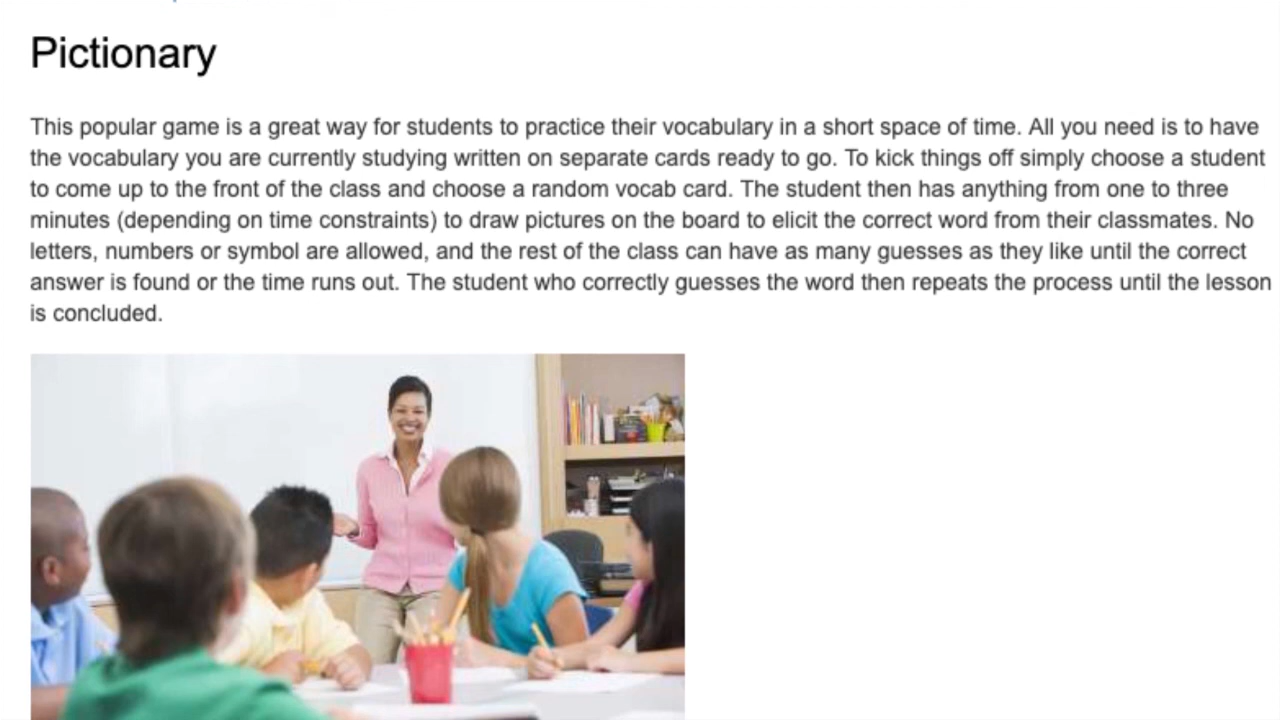 Pictionary
This popular game is a great way for students to practice their vocabulary in a short space of time. All you need is to have
the vocabulary you are currently studying written on separate cards ready to go. To kick things off simply choose a student
to come up to the front of the class and choose a random vocab card. The student then has anything from one to three
minutes (depending on time constraints) to draw pictures on the board to elicit the correct word from their classmates. No
letters, numbers or symbol are allowed, and the rest of the class can have as many guesses as they like until the correct
answer is found or the time runs out. The student who correctly guesses the word then repeats the process until the lesson
is concluded.